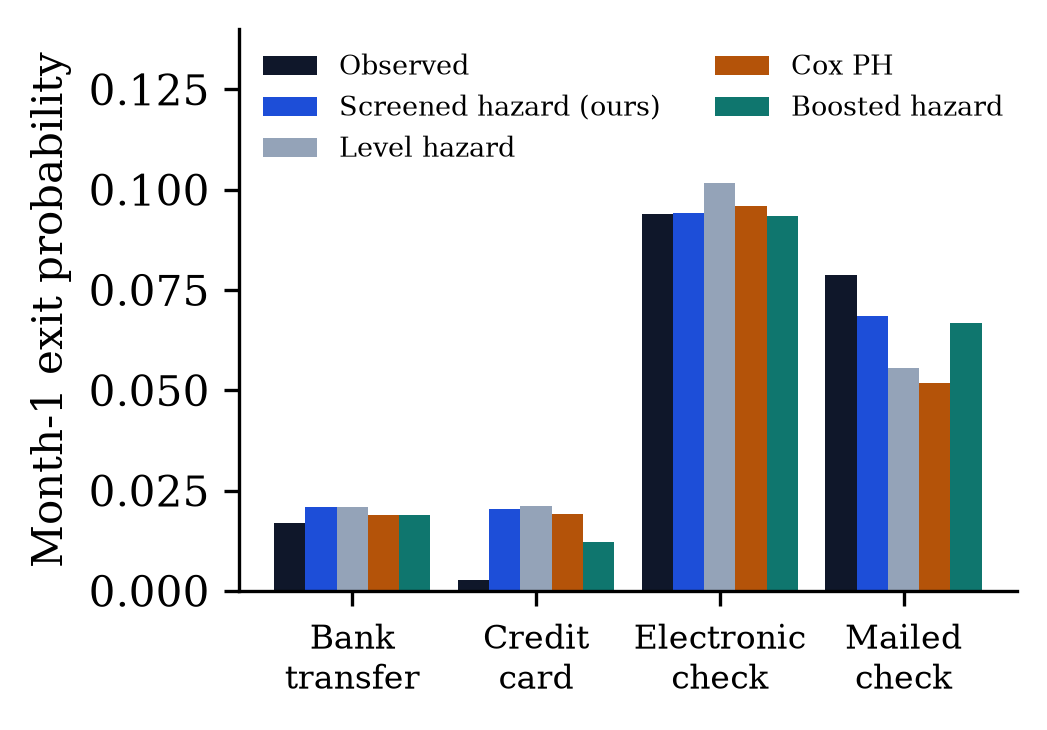 Month-1 exit probability
0.125
0.100
0.075
0.050
0.025
0.000
Observed
Screened hazard (ours)
Level hazard
Cox PH
Boosted hazard
Bank
transfer
Credit
card
Electronic
check
Mailed
check